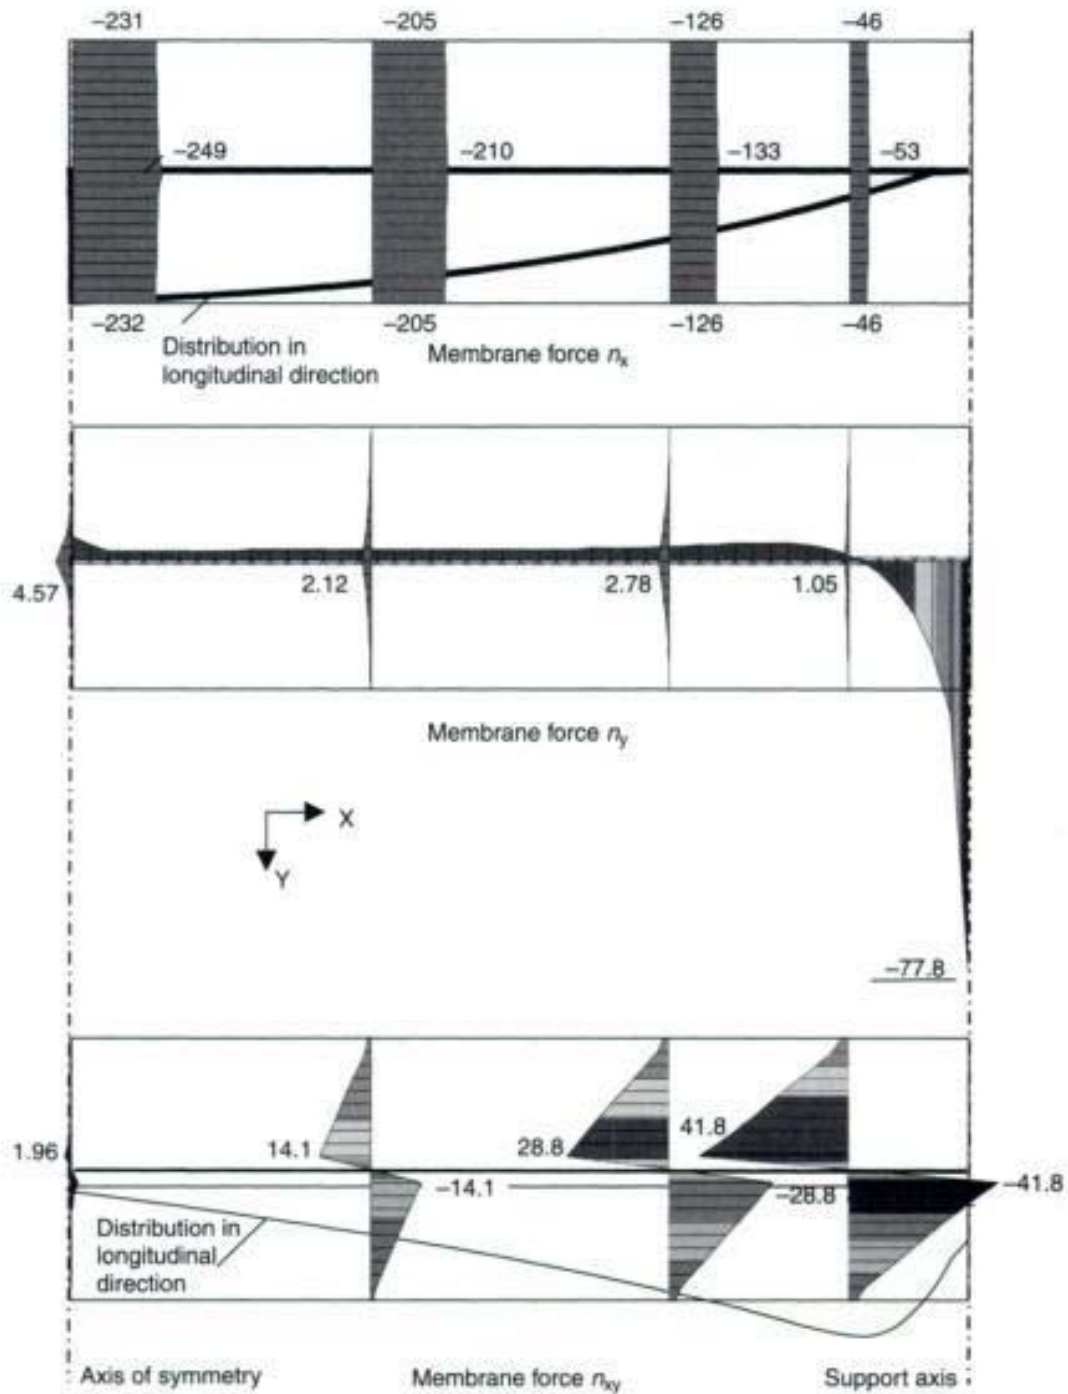 −231 −205 −126 −46
−249 −210 −133 −53
−232 −205 −126 −46
Distribution in
longitudinal direction
Membrane force nx
4.57 2.12 2.78 1.05
Membrane force ny
X
Y
−77.8
1.96 14.1 28.8 41.8
−14.1 −28.8 −41.8
Distribution in
longitudinal
direction
Axis of symmetry Membrane force nxy Support axis